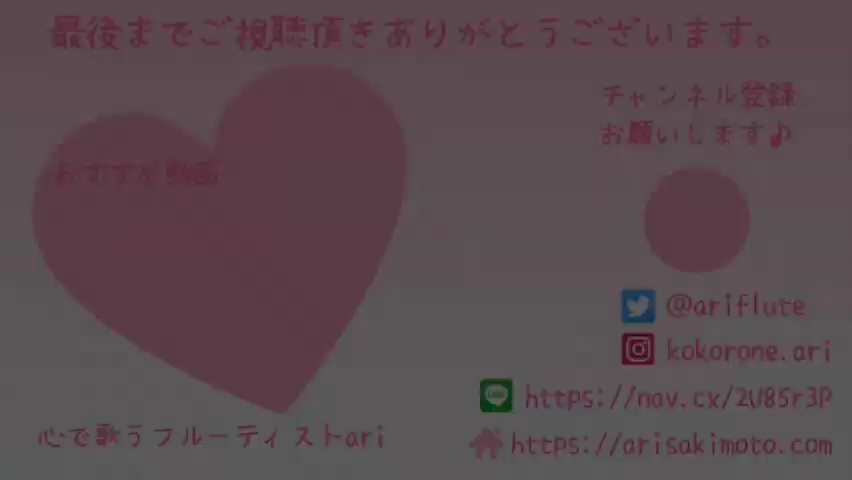 最後までご視聴頂きありがとうございます。
チャンネル登録
お願いします♪
おすすめ動画
@ariflute
kokorone.ari
https://nav.cx/2U85r3P
心で歌うフルーティストari
https://arisakimoto.com